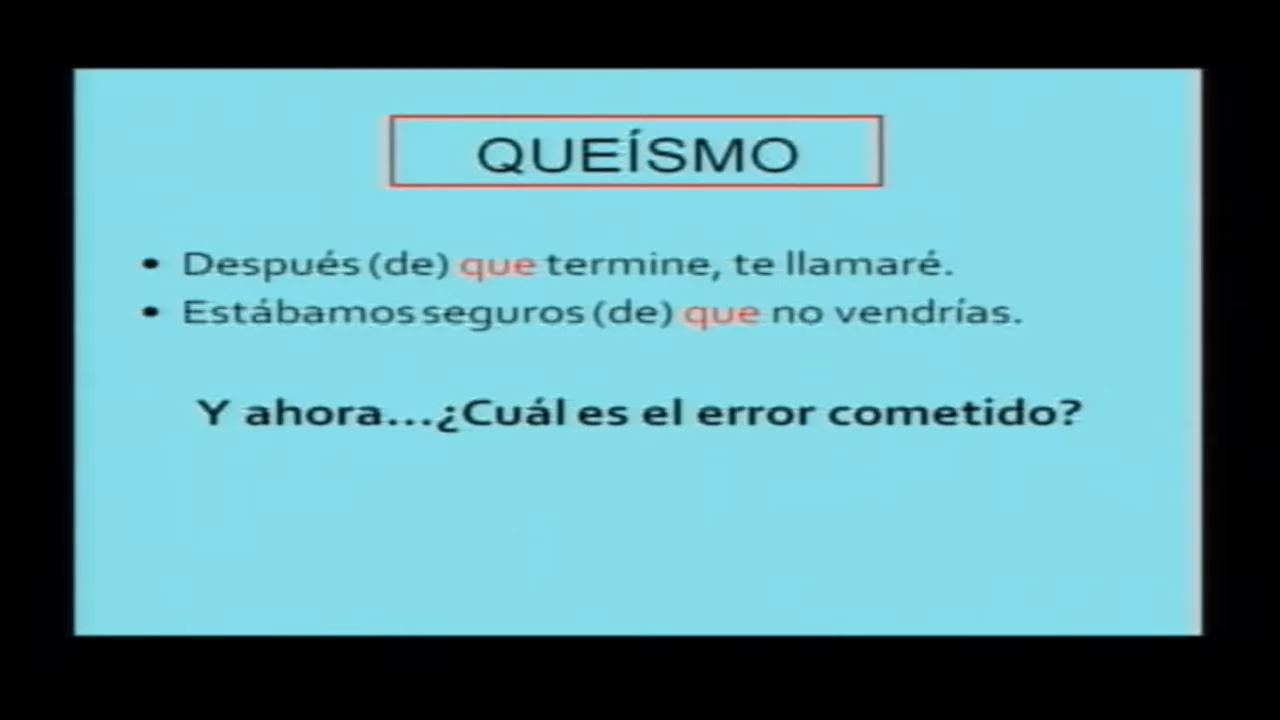 QUEÍSMO
• Después (de) que termine, te llamaré.
• Estábamos seguros (de) que no vendrías.
Y ahora...¿Cuál es el error cometido?